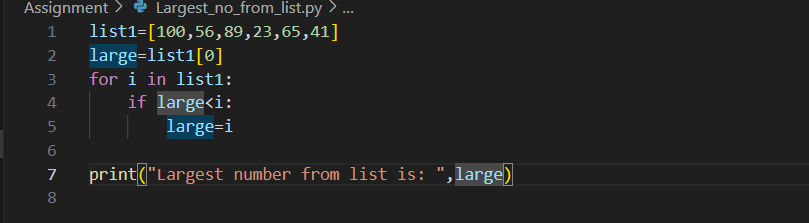 Assignment > Largest_no_from_list.py > ...
1 list1=[100,56,89,23,65,41]
2 large=list1[0]
3 for i in list1:
4     if large<i:
5         large=i
6
7 print("Largest number from list is: ",large)
8